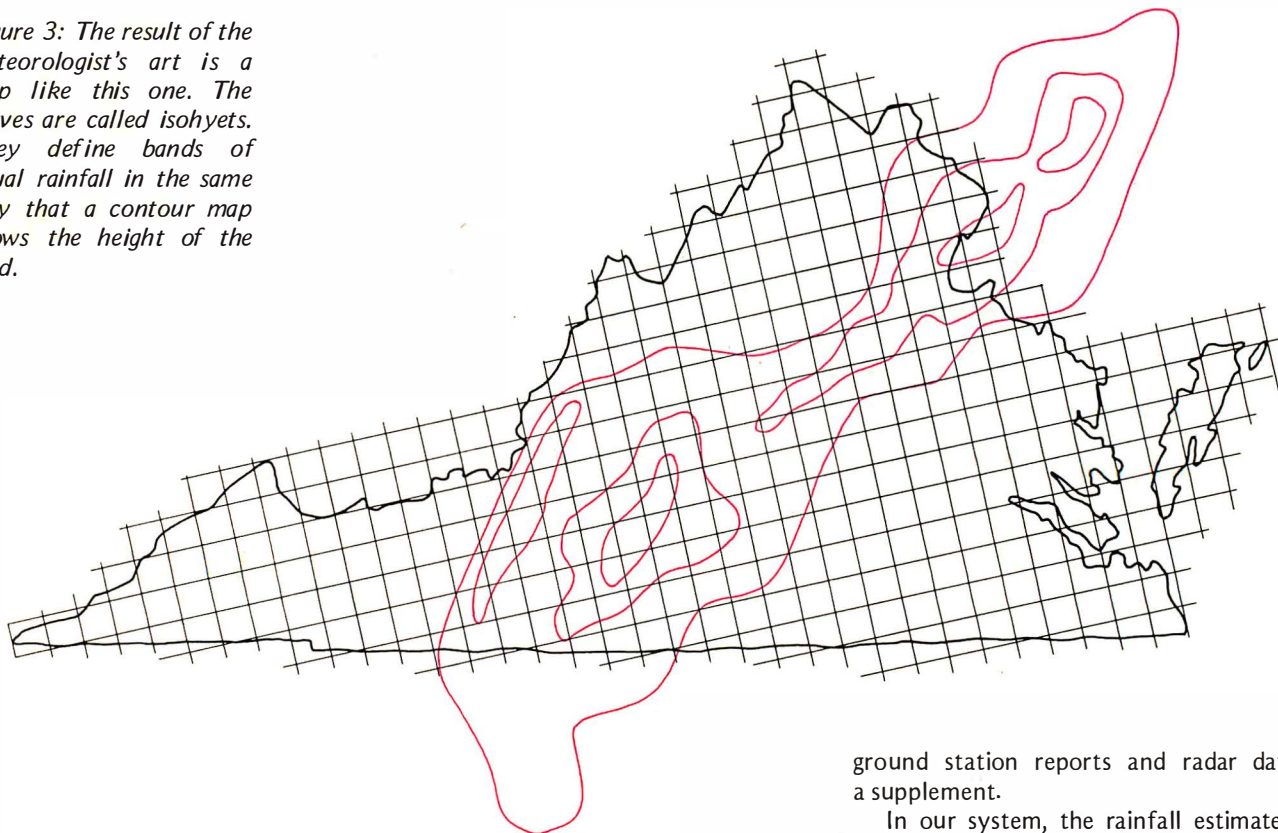 ure 3: The result of the
teorologist's art is a
p like this one. The
ves are called isohyets.
ey define bands of
ual rainfall in the same
y that a contour map
ows the height of the
d.
ground station reports and radar dat
a supplement.
In our system, the rainfall estimate